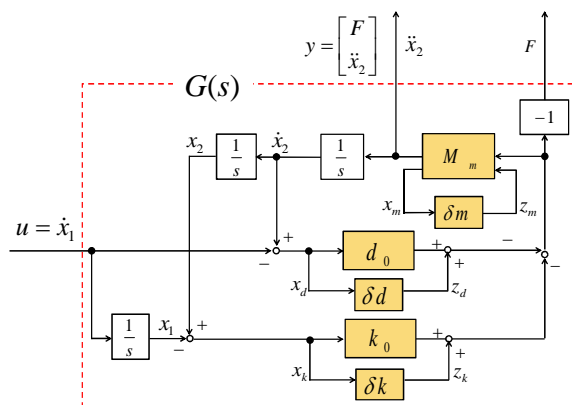 y = [F ẍ₂]
ẍ₂
F
G(s)
−1
x₂
1/s
ẋ₂
1/s
M m
x_m
δm
z_m
u = ẋ₁
+
−
d₀
+
−
x_d
δd
+
z_d
−
1/s
x₁
+
−
k₀
+
x_k
δk
+
z_k